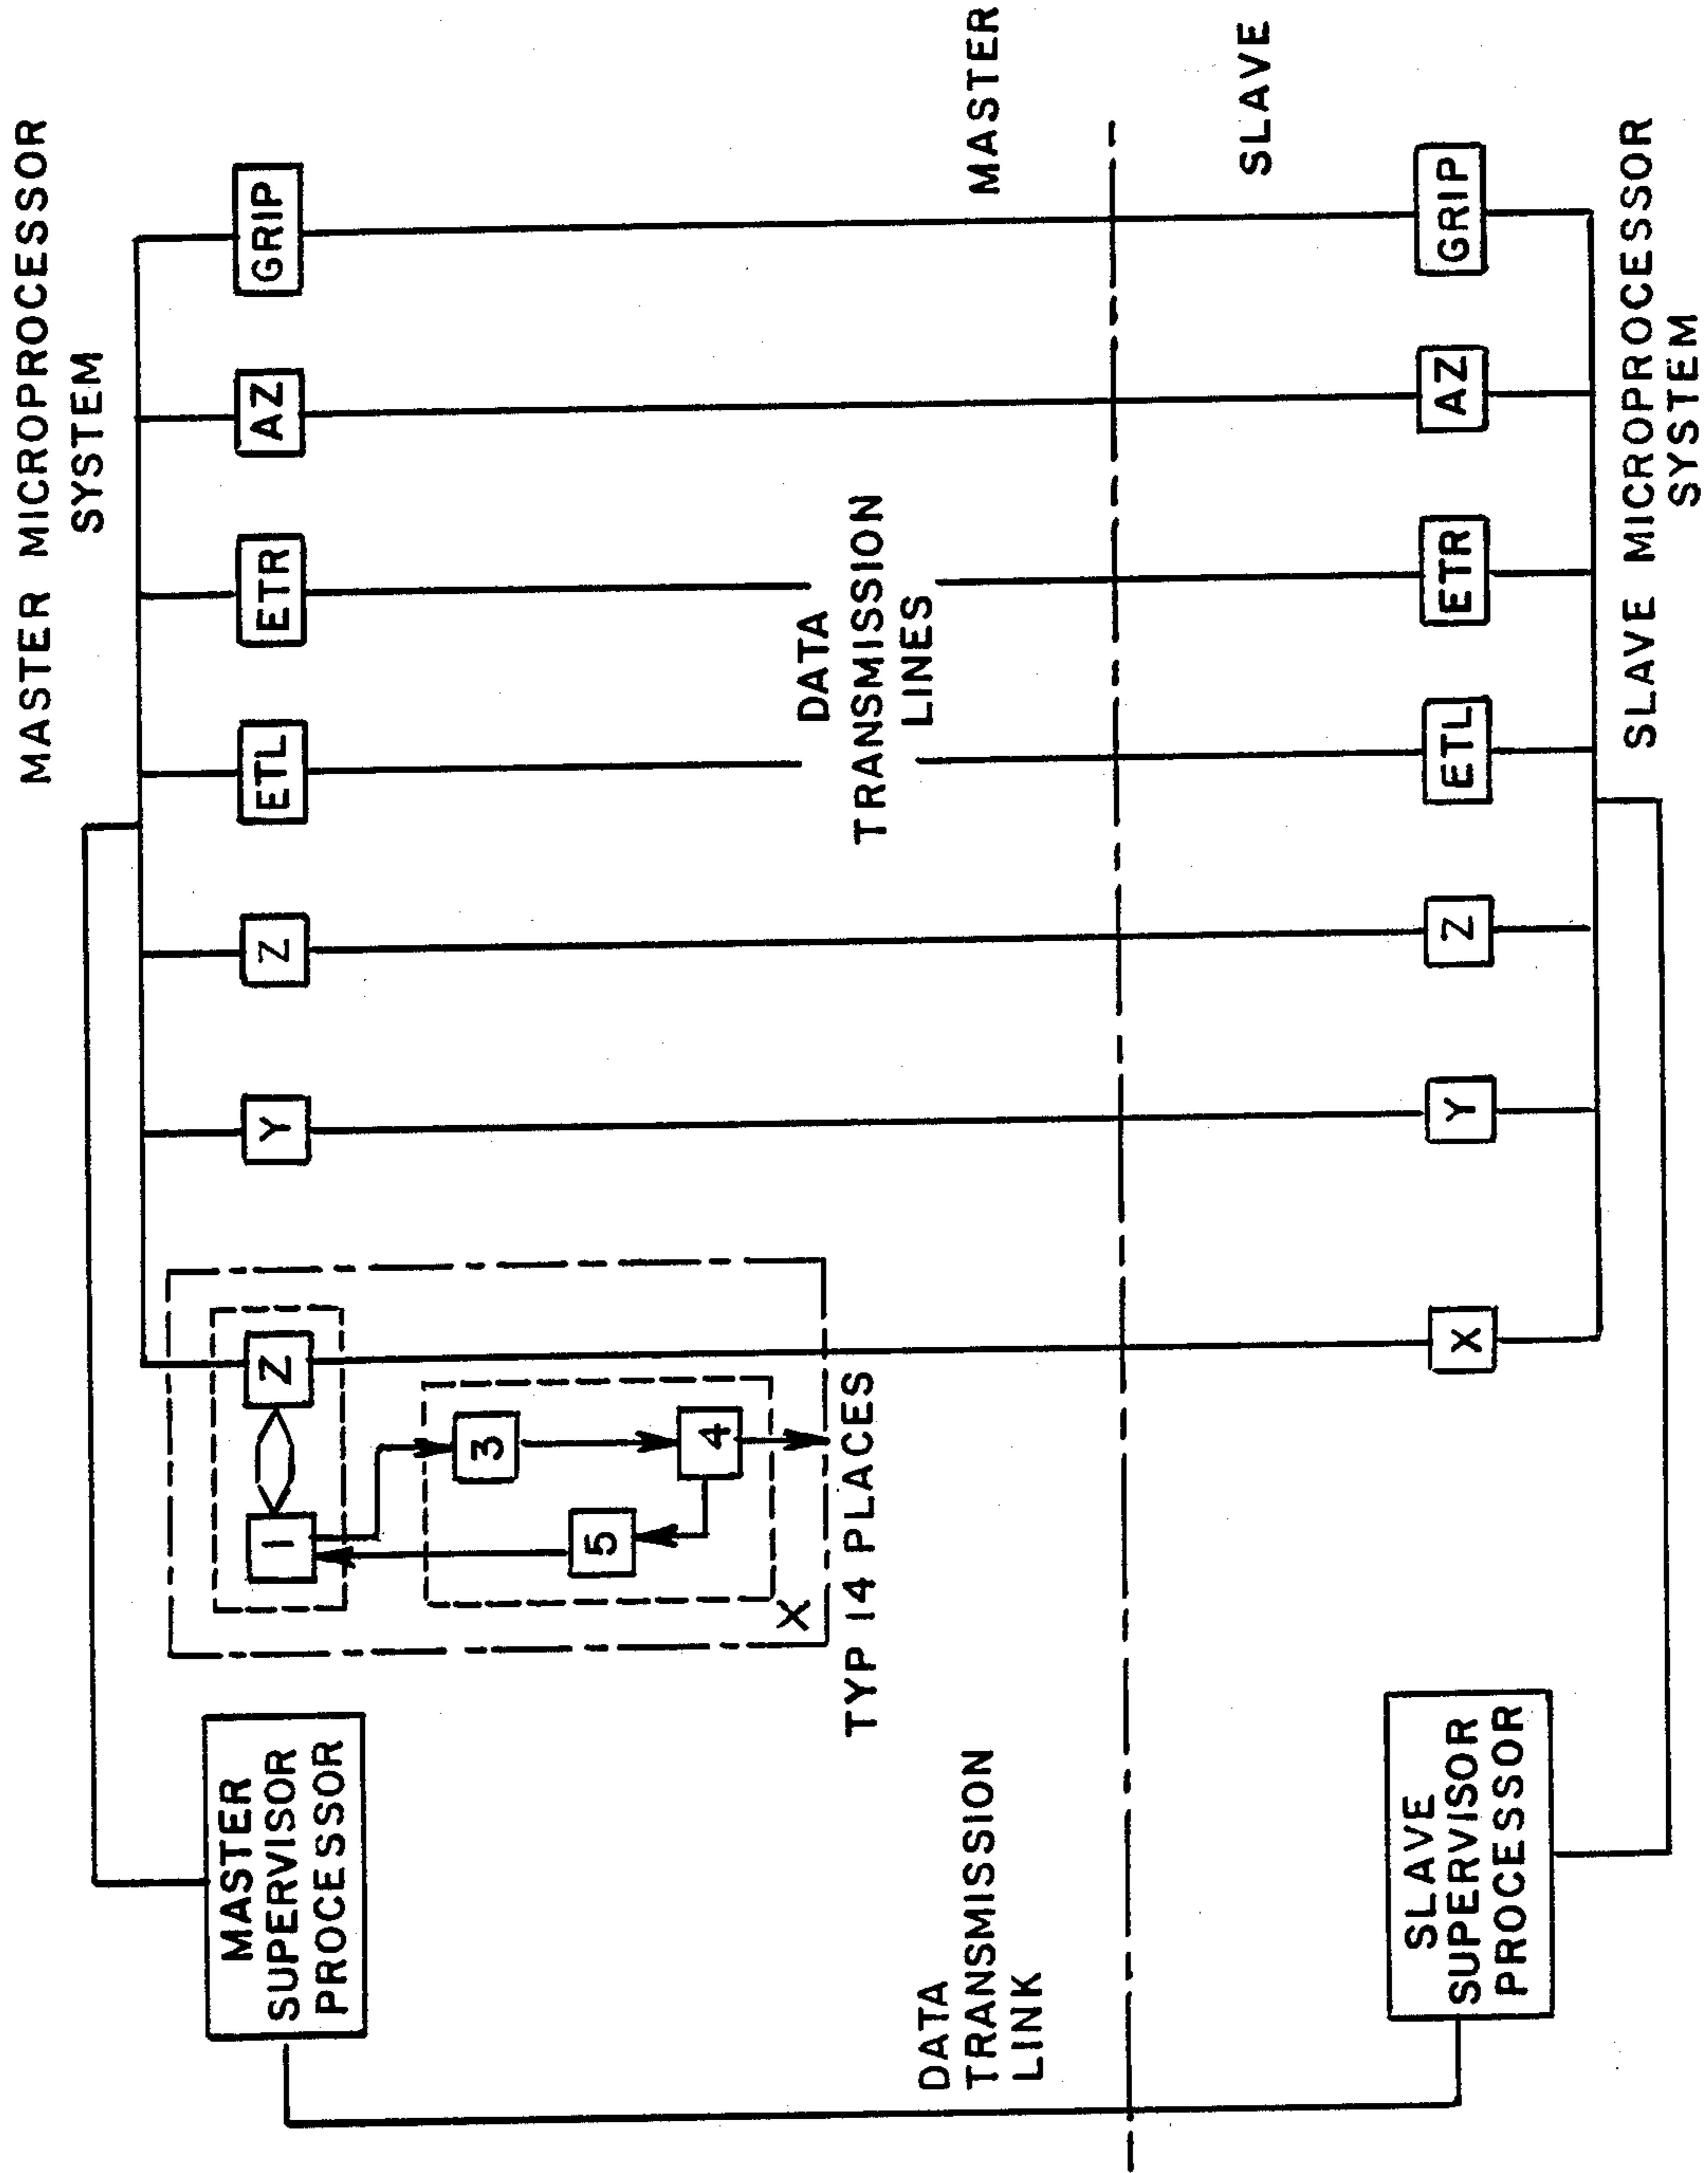 MASTER MICROPROCESSOR
SYSTEM
MASTER
SUPERVISOR
PROCESSOR
1
Z
3
4
5
X
TYP 14 PLACES
Y
Z
ETL
ETR
AZ
GRIP
DATA
TRANSMISSION
LINES
DATA
TRANSMISSION
LINK
MASTER
SLAVE
SLAVE
SUPERVISOR
PROCESSOR
X
Y
Z
ETL
ETR
AZ
GRIP
SLAVE MICROPROCESSOR
SYSTEM